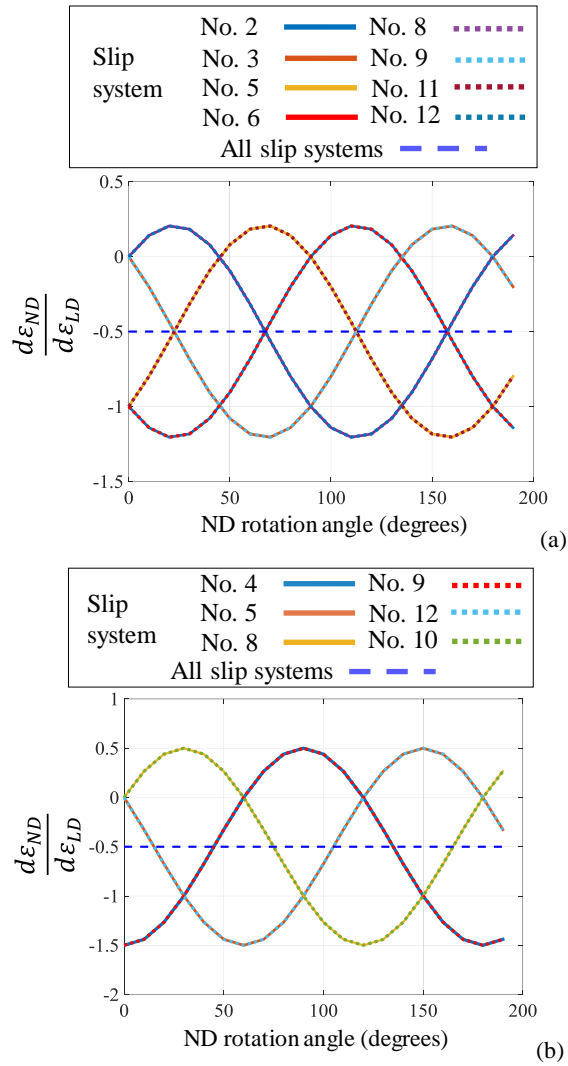 Slip system
No. 2 No. 8
No. 3 No. 9
No. 5 No. 11
No. 6 No. 12
All slip systems
0.5
0
-0.5
-1
-1.5
dε_ND
dε_LD
0 50 100 150 200
ND rotation angle (degrees)
(a)
Slip system
No. 4 No. 9
No. 5 No. 12
No. 8 No. 10
All slip systems
1
0.5
0
-0.5
-1
-1.5
-2
dε_ND
dε_LD
0 50 100 150 200
ND rotation angle (degrees)
(b)